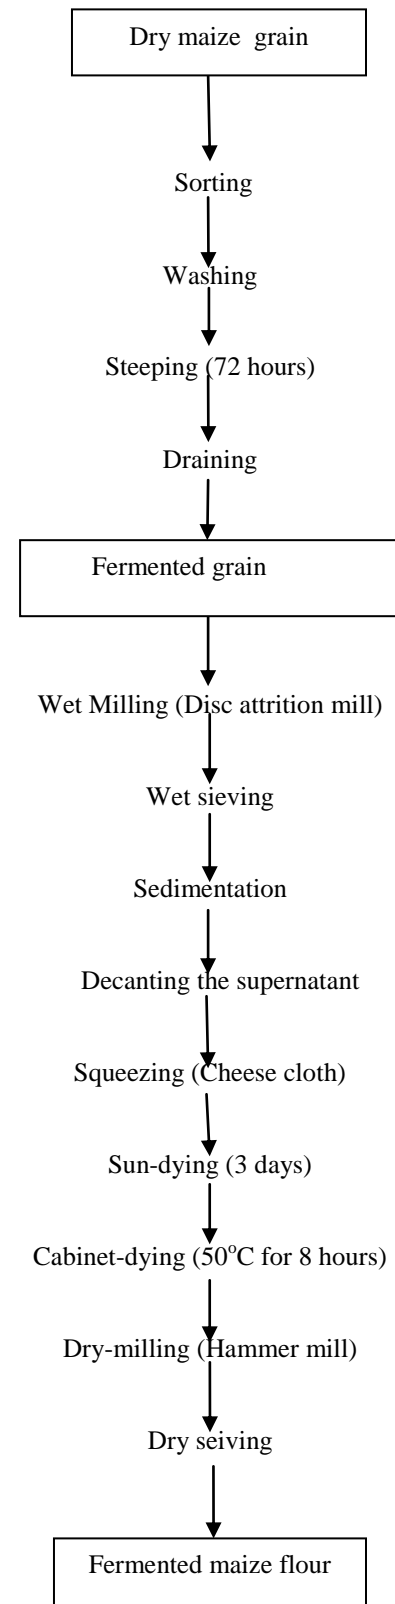 Dry maize grain
Sorting
Washing
Steeping (72 hours)
Draining
Fermented grain
Wet Milling (Disc attrition mill)
Wet sieving
Sedimentation
Decanting the supernatant
Squeezing (Cheese cloth)
Sun-dying (3 days)
Cabinet-dying (50°C for 8 hours)
Dry-milling (Hammer mill)
Dry seiving
Fermented maize flour